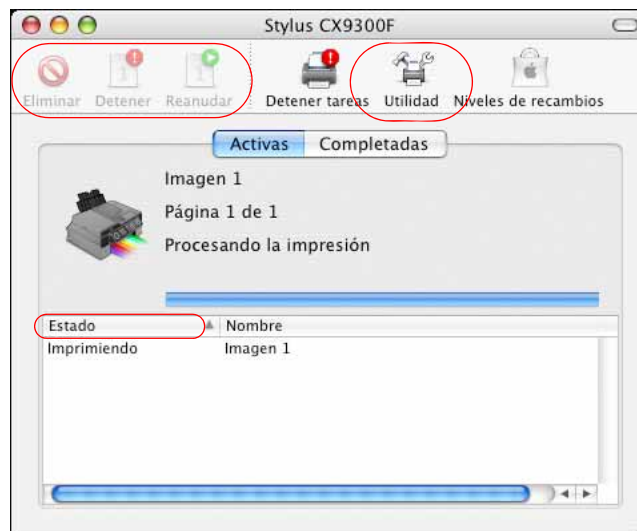 Stylus CX9300F
Eliminar Detener Reanudar Detener tareas Utilidad Niveles de recambios
Activas Completadas
Imagen 1
Página 1 de 1
Procesando la impresión
Estado Nombre
Imprimiendo Imagen 1